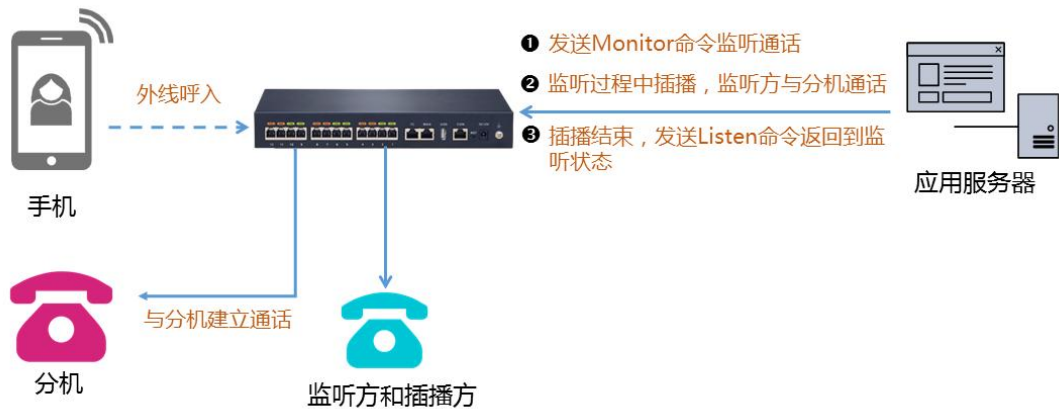 ❶ 发送Monitor命令监听通话
外线呼入
❷ 监听过程中插播，监听方与分机通话
❸ 插播结束，发送Listen命令返回到监
听状态
手机
应用服务器
与分机建立通话
分机
监听方和插播方